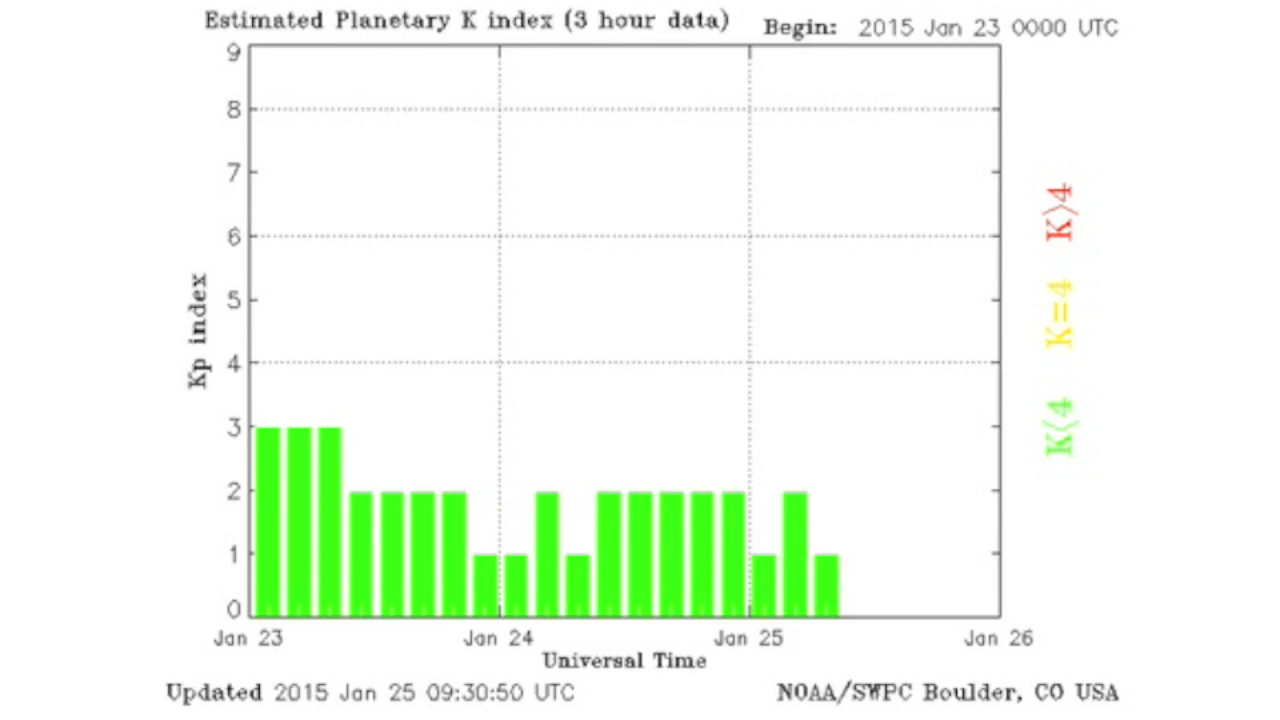 Estimated Planetary K index (3 hour data)
Begin: 2015 Jan 23 0000 UTC
9
8
7
6
5
4
3
2
1
0
Kp index
K>4
K=4
K<4
Jan 23
Jan 24
Jan 25
Jan 26
Universal Time
Updated 2015 Jan 25 09:30:50 UTC
NOAA/SWPC Boulder, CO USA